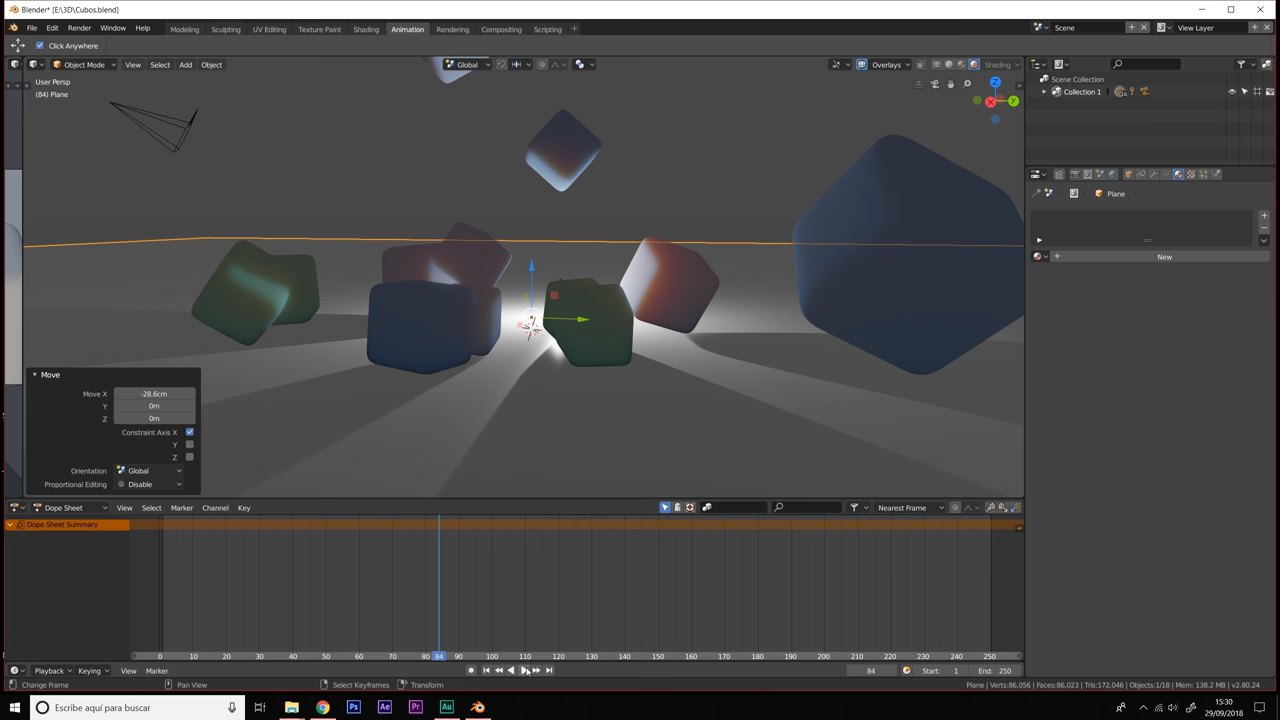 Blender* [E:\3D\Cubos.blend]
File Edit Render Window Help
Modeling Sculpting UV Editing Texture Paint Shading Animation Rendering Compositing Scripting +
Scene
View Layer
Click Anywhere
Object Mode View Select Add Object
Global
Overlays
Shading
User Persp
(84) Plane
Z
X
Y
Scene Collection
Collection 1
Plane
New
Move
Move X -28.6cm
Y 0m
Z 0m
Constraint Axis X
Y
Z
Orientation Global
Proportional Editing Disable
Dope Sheet View Select Marker Channel Key
Nearest Frame
Dope Sheet Summary
0 10 20 30 40 50 60 70 80 84 90 100 110 120 130 140 150 160 170 180 190 200 210 220 230 240 250
Playback Keying View Marker
84
Start: 1
End: 250
Change Frame
Pan View
Select Keyframes
Transform
Plane | Verts:86,056 | Faces:86,023 | Tris:172,046 | Objects:1/18 | Mem: 138.2 MB | v2.80.24
Escribe aquí para buscar
Ps
Ae
Pr
Au
15:30
29/09/2018